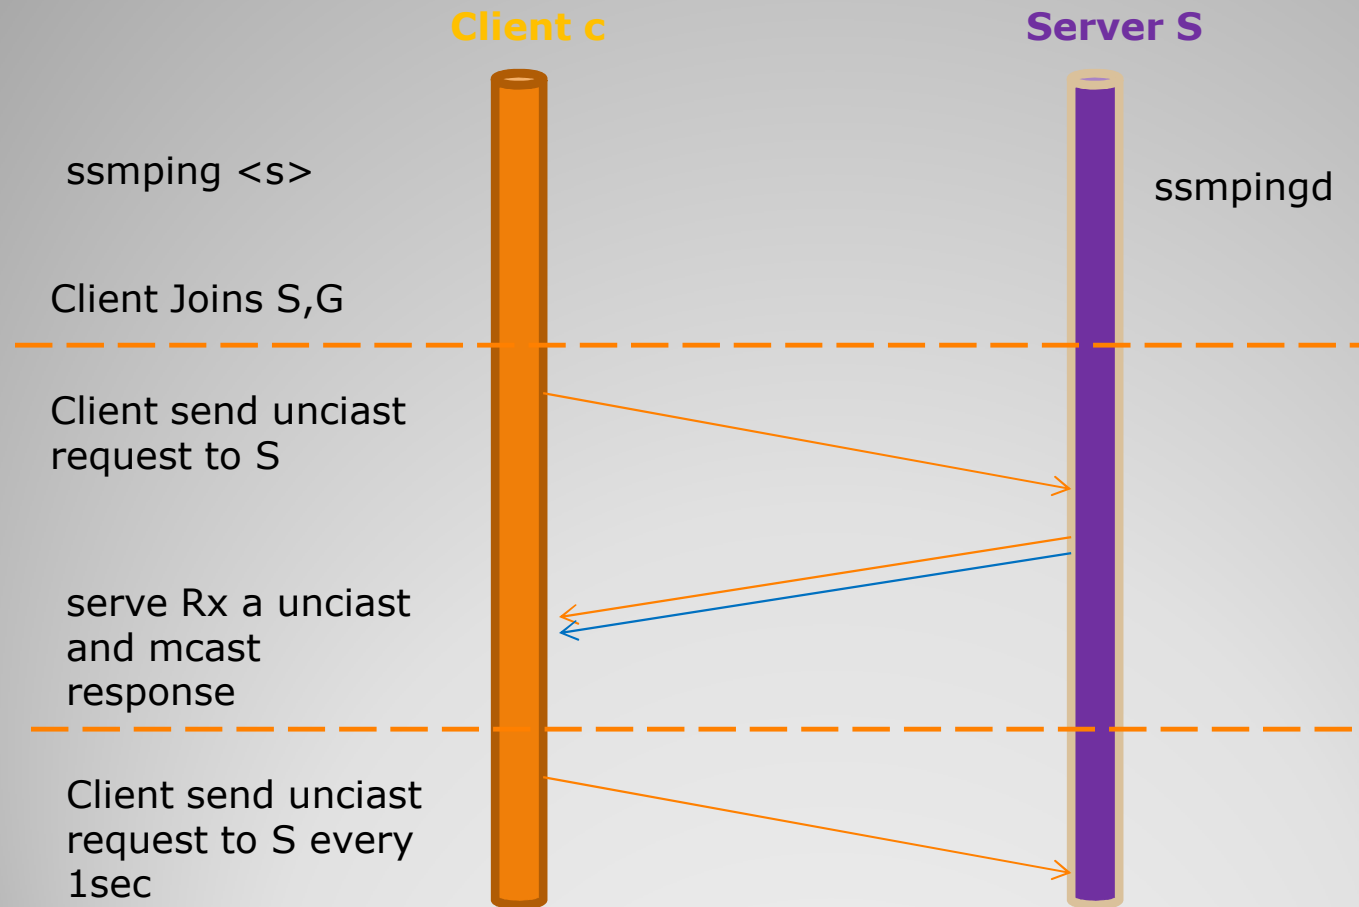 Client c
Server S
ssmping <s>
ssmpingd
Client Joins S,G
Client send unciast
request to S
serve Rx a unciast
and mcast
response
Client send unciast
request to S every
1sec